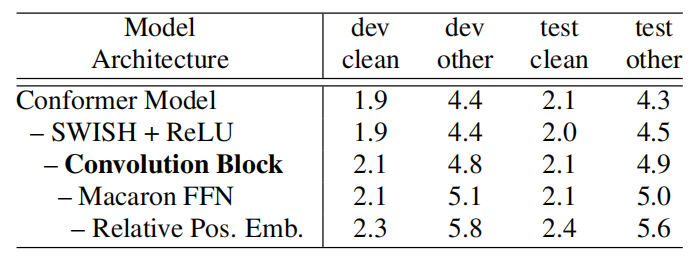 Model dev dev test test
Architecture clean other clean other
Conformer Model 1.9 4.4 2.1 4.3
– SWISH + ReLU 1.9 4.4 2.0 4.5
– Convolution Block 2.1 4.8 2.1 4.9
– Macaron FFN 2.1 5.1 2.1 5.0
– Relative Pos. Emb. 2.3 5.8 2.4 5.6